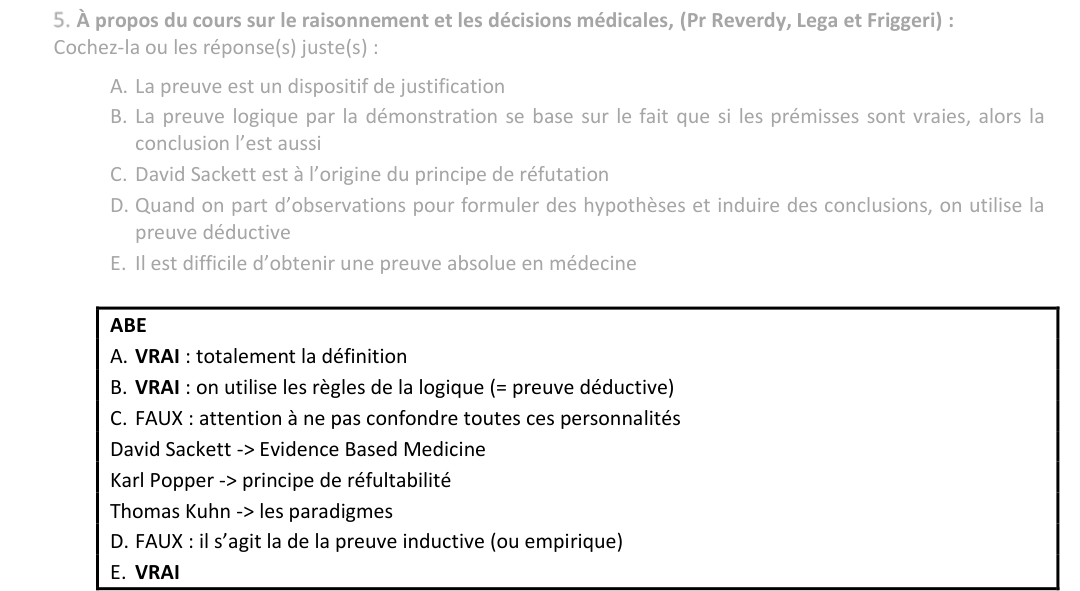 5. À propos du cours sur le raisonnement et les décisions médicales, (Pr Reverdy, Lega et Friggeri) :
Cochez-la ou les réponse(s) juste(s) :
A. La preuve est un dispositif de justification
B. La preuve logique par la démonstration se base sur le fait que si les prémisses sont vraies, alors la
conclusion l’est aussi
C. David Sackett est à l’origine du principe de réfutation
D. Quand on part d’observations pour formuler des hypothèses et induire des conclusions, on utilise la
preuve déductive
E. Il est difficile d’obtenir une preuve absolue en médecine
ABE
A. VRAI : totalement la définition
B. VRAI : on utilise les règles de la logique (= preuve déductive)
C. FAUX : attention à ne pas confondre toutes ces personnalités
David Sackett -> Evidence Based Medicine
Karl Popper -> principe de réfultabilité
Thomas Kuhn -> les paradigmes
D. FAUX : il s’agit la de la preuve inductive (ou empirique)
E. VRAI